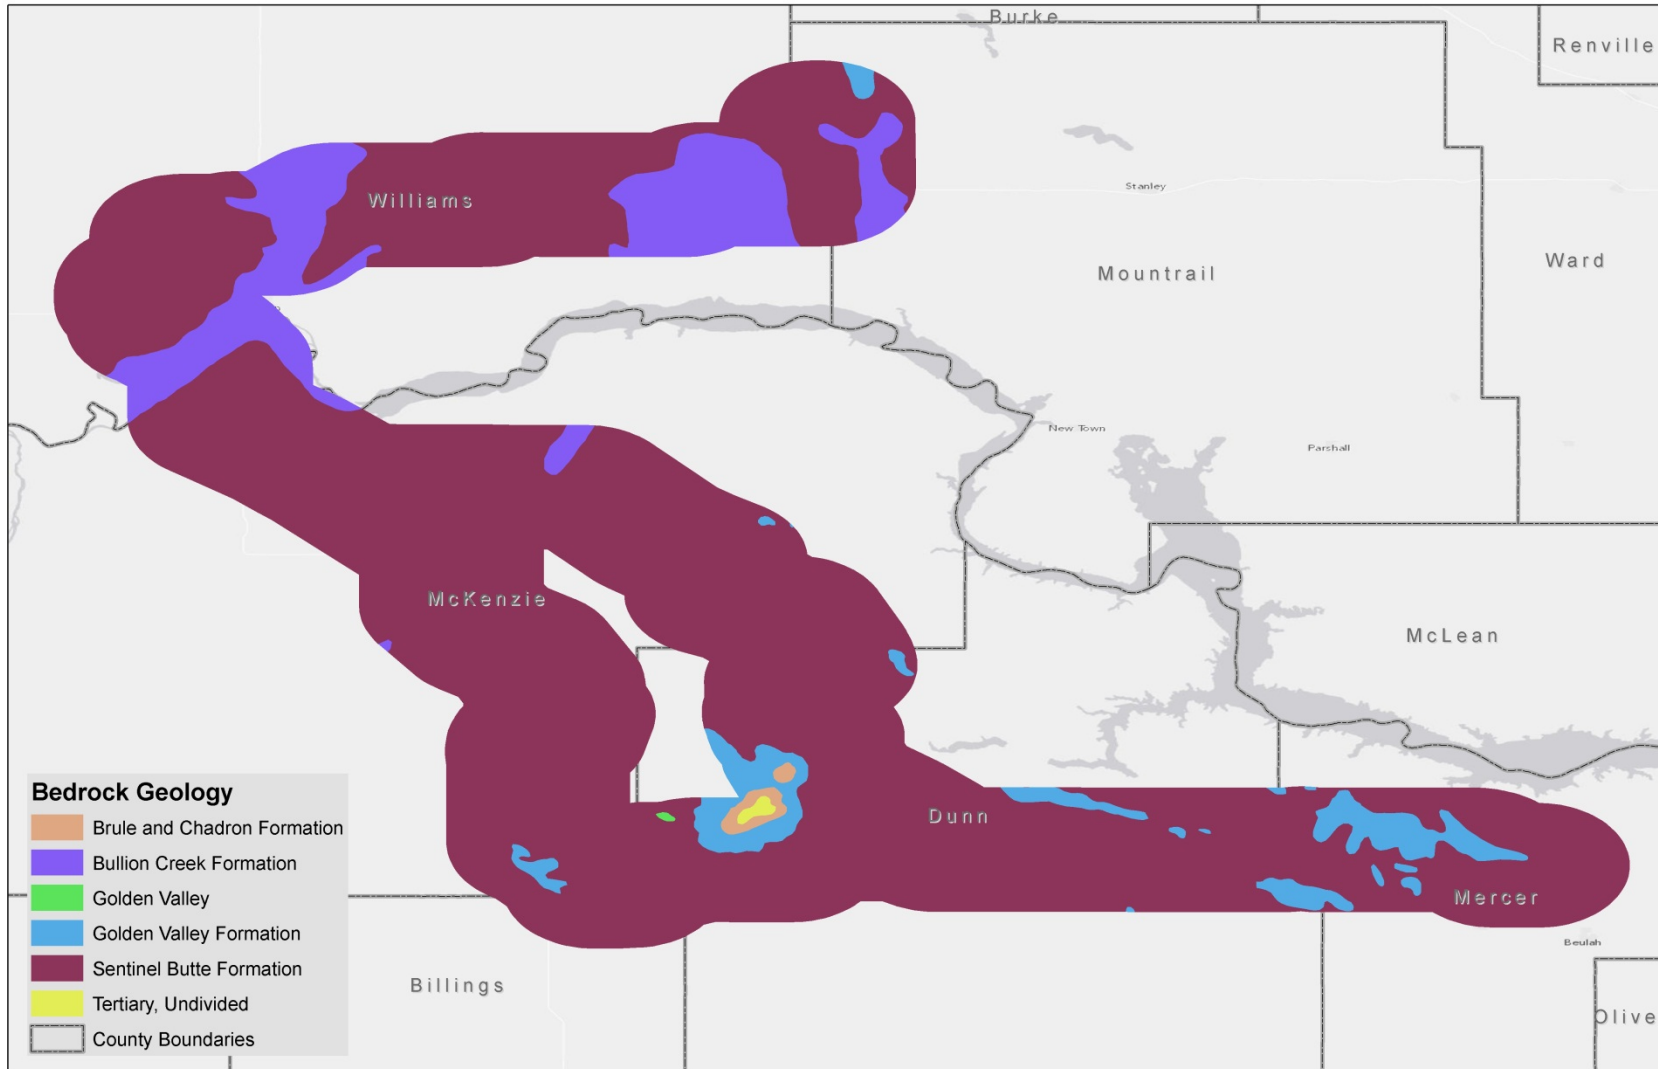 Burke
Renville
Stanley
Williams
Ward
Mountrail
New Town
Parshall
McKenzie
McLean
Bedrock Geology
Brule and Chadron Formation
Bullion Creek Formation
Golden Valley
Golden Valley Formation
Sentinel Butte Formation
Tertiary, Undivided
County Boundaries
Dunn
Mercer
Beulah
Billings
Olive